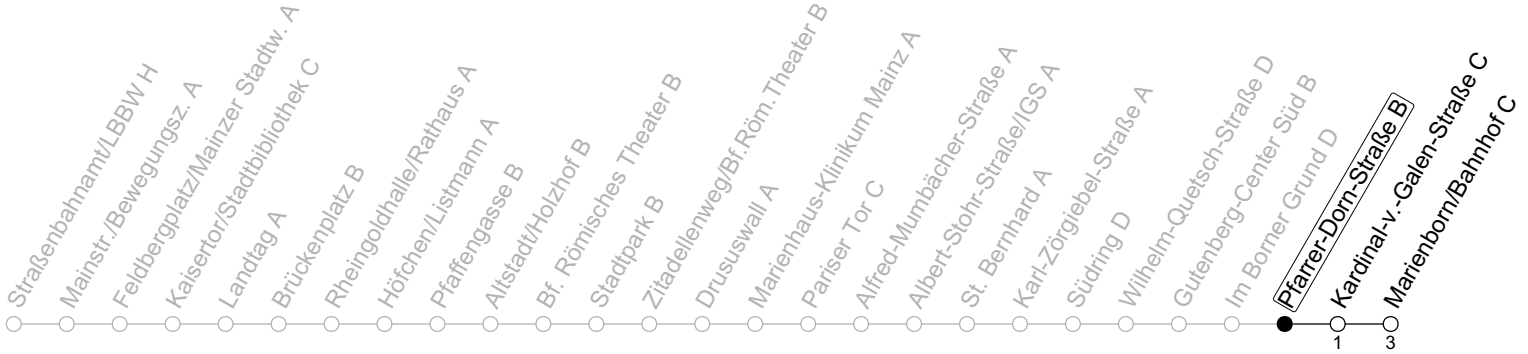 Straßenbahnamt/LBBW H
Mainstr./Bewegungsz. A
Feldbergplatz/Mainzer Stadtw. A
Kaisertor/Stadtbibliothek C
Landtag A
Brückenplatz B
Rheingoldhalle/Rathaus A
Höfchen/Listmann A
Pfaffengasse B
Altstadt/Holzhof B
Bf. Römisches Theater B
Stadtpark B
Zitadellenweg/Bf.Röm.Theater B
Drususwall A
Marienhaus-Klinikum Mainz A
Pariser Tor C
Alfred-Mumbächer-Straße A
Albert-Stohr-Straße/IGS A
St. Bernhard A
Karl-Zörgiebel-Straße A
Südring D
Wilhelm-Quetsch-Straße D
Gutenberg-Center Süd B
Im Borner Grund D
Pfarrer-Dorn-Straße B
Kardinal-v.-Galen-Straße C
Marienborn/Bahnhof C
1
3